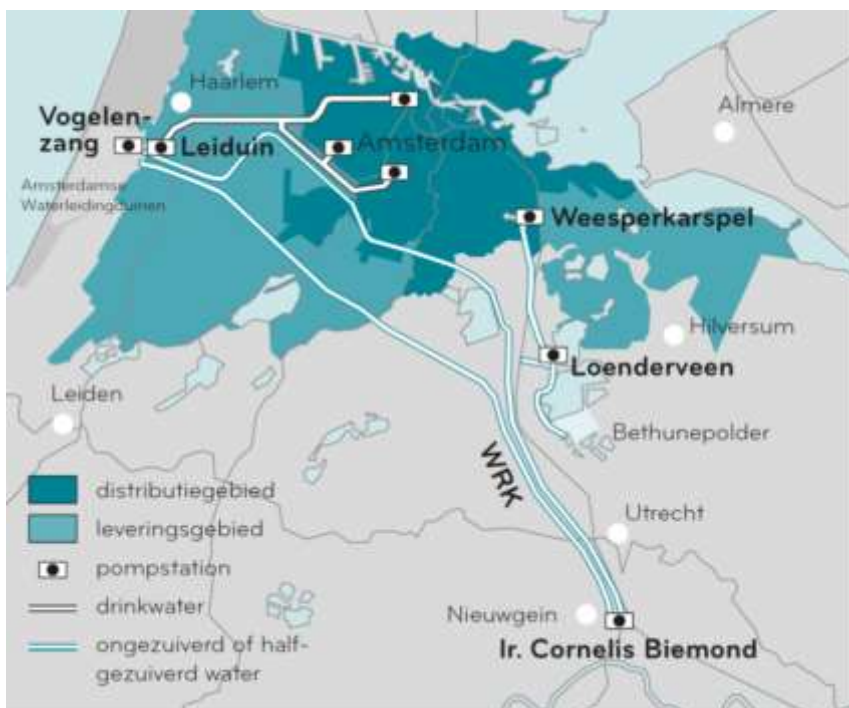 Haarlem
Vogelen-
zang
Leiduin
Amsterdam
Almere
Amsterdamse
Waterleidingduinen
Weesperkarspel
Hilversum
Loenderveen
Leiden
Bethunepolder
WRK
distributiegebied
leveringsgebied
Utrecht
pompstation
drinkwater
Nieuwgein
ongezuiverd of half-
gezuiverd water
Ir. Cornelis Biemond